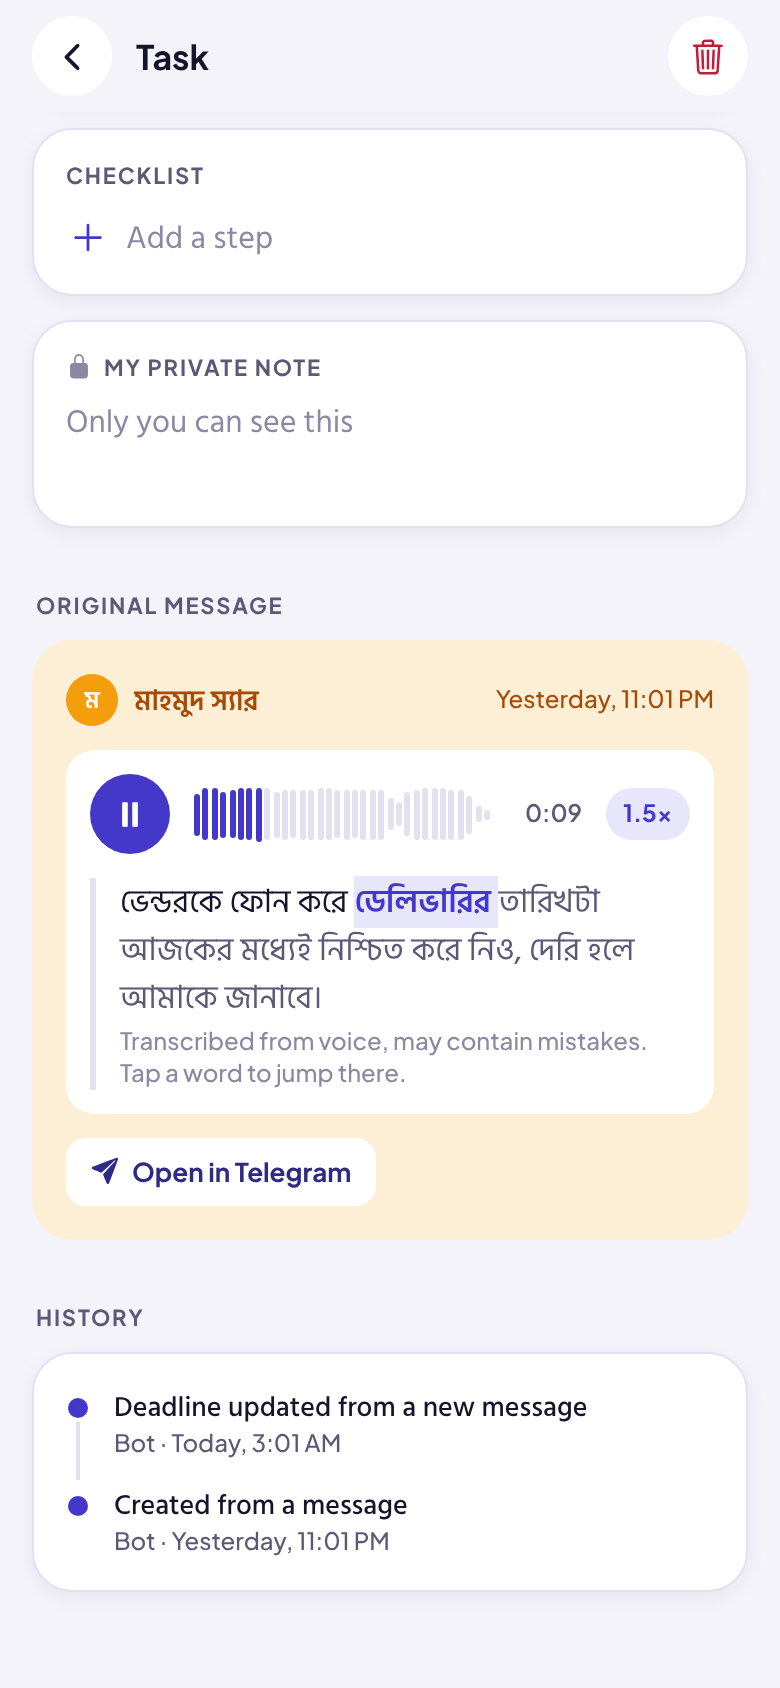 Task
CHECKLIST
Add a step
MY PRIVATE NOTE
Only you can see this
ORIGINAL MESSAGE
ম
মাহমুদ স্যার
Yesterday, 11:01 PM
0:09
1.5×
ভেন্ডরকে ফোন করে ডেলিভারির তারিখটা
আজকের মধ্যেই নিশ্চিত করে নিও, দেরি হলে
আমাকে জানাবে।
Transcribed from voice, may contain mistakes.
Tap a word to jump there.
Open in Telegram
HISTORY
Deadline updated from a new message
Bot · Today, 3:01 AM
Created from a message
Bot · Yesterday, 11:01 PM